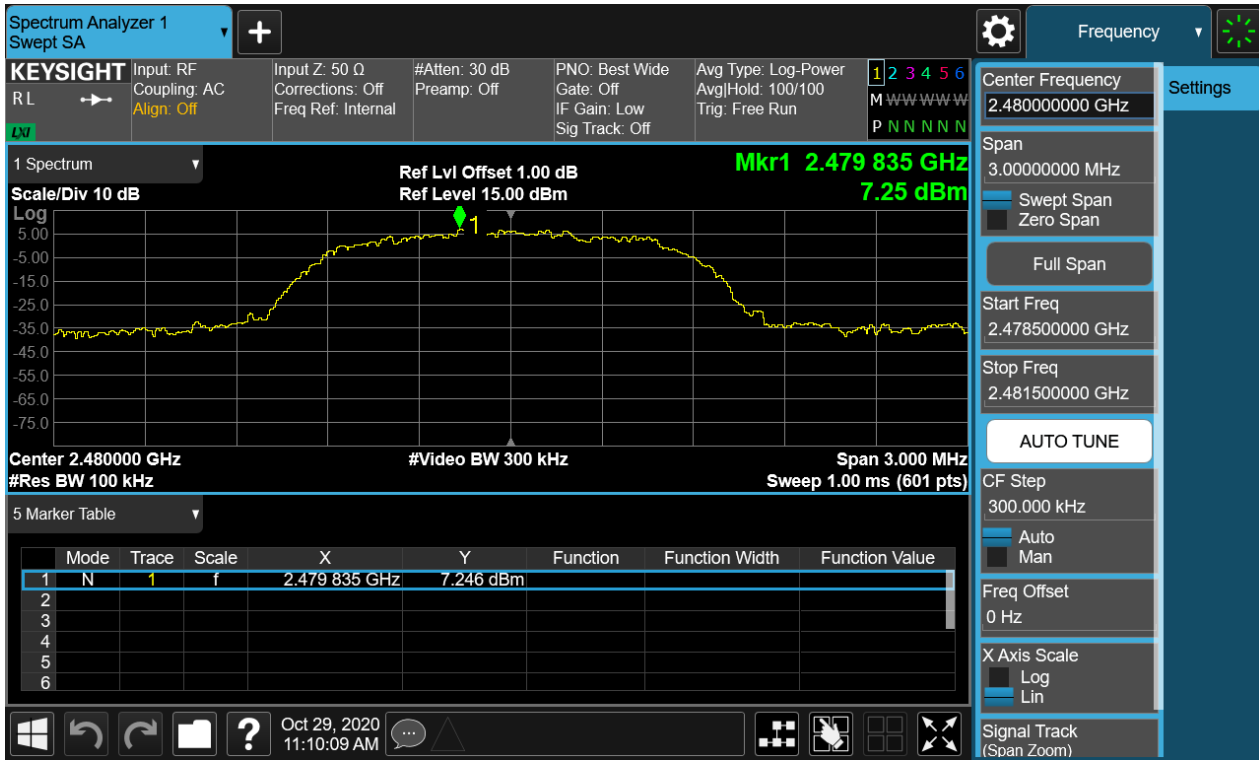 Spectrum Analyzer 1
Swept SA
+
Frequency
KEYSIGHT
R L
LXI
Input: RF
Coupling: AC
Align: Off
Input Z: 50 Ω
Corrections: Off
Freq Ref: Internal
#Atten: 30 dB
Preamp: Off
PNO: Best Wide
Gate: Off
IF Gain: Low
Sig Track: Off
Avg Type: Log-Power
Avg|Hold: 100/100
Trig: Free Run
1 2 3 4 5 6
M W W W W W
P N N N N N
1 Spectrum
Scale/Div 10 dB
Ref Lvl Offset 1.00 dB
Ref Level 15.00 dBm
Mkr1 2.479 835 GHz
7.25 dBm
Log
1
5.00
-5.00
-15.0
-25.0
-35.0
-45.0
-55.0
-65.0
-75.0
Center 2.480000 GHz
#Video BW 300 kHz
Span 3.000 MHz
#Res BW 100 kHz
Sweep 1.00 ms (601 pts)
5 Marker Table
Mode Trace Scale X Y Function Function Width Function Value
1 N 1 f 2.479 835 GHz 7.246 dBm
2
3
4
5
6
?
Oct 29, 2020
11:10:09 AM
Center Frequency
2.480000000 GHz
Settings
Span
3.00000000 MHz
Swept Span
Zero Span
Full Span
Start Freq
2.478500000 GHz
Stop Freq
2.481500000 GHz
AUTO TUNE
CF Step
300.000 kHz
Auto
Man
Freq Offset
0 Hz
X Axis Scale
Log
Lin
Signal Track
(Span Zoom)